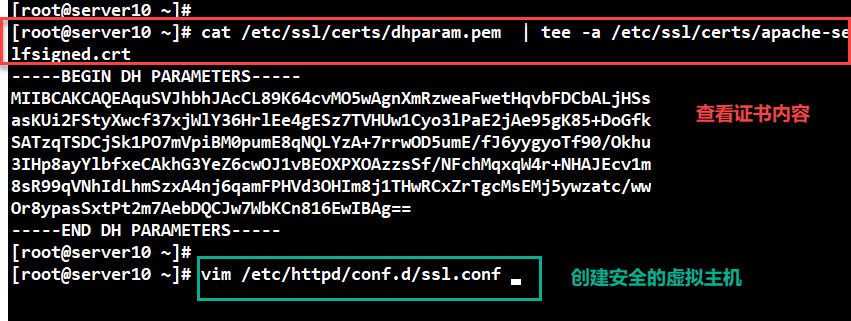 [root@server10 ~]#
[root@server10 ~]# cat /etc/ssl/certs/dhparam.pem  | tee -a /etc/ssl/certs/apache-se
lfsigned.crt
-----BEGIN DH PARAMETERS-----
MIIBCAKCAQEAquSVJhbhJAcCL89K64cvMO5wAgnXmRzweaFwetHqvbFDCbALjHSs
查看证书内容
asKUi2FStyXwcf37xjWlY36HrlEe4gESz7TVHUw1Cyo3lPaE2jAe95gK85+DoGfk
SATzqTSDCjSk1PO7mVpiBM0pumE8qNQLYzA+7rrwOD5umE/fJ6yygyoTf90/Okhu
3IHp8ayYlbfxeCAkhG3YeZ6cwOJ1vBEOXPXOAzzsSf/NFchMqxqW4r+NHAJEcv1m
8sR99qVNhIdLhmSzxA4nj6qamFPHVd3OHIm8j1THwRCxZrTgcMsEMj5ywzatc/ww
Or8ypasSxtPt2m7AebDQCJw7WbKCn816EwIBAg==
-----END DH PARAMETERS-----
[root@server10 ~]#
[root@server10 ~]# vim /etc/httpd/conf.d/ssl.conf
创建安全的虚拟主机